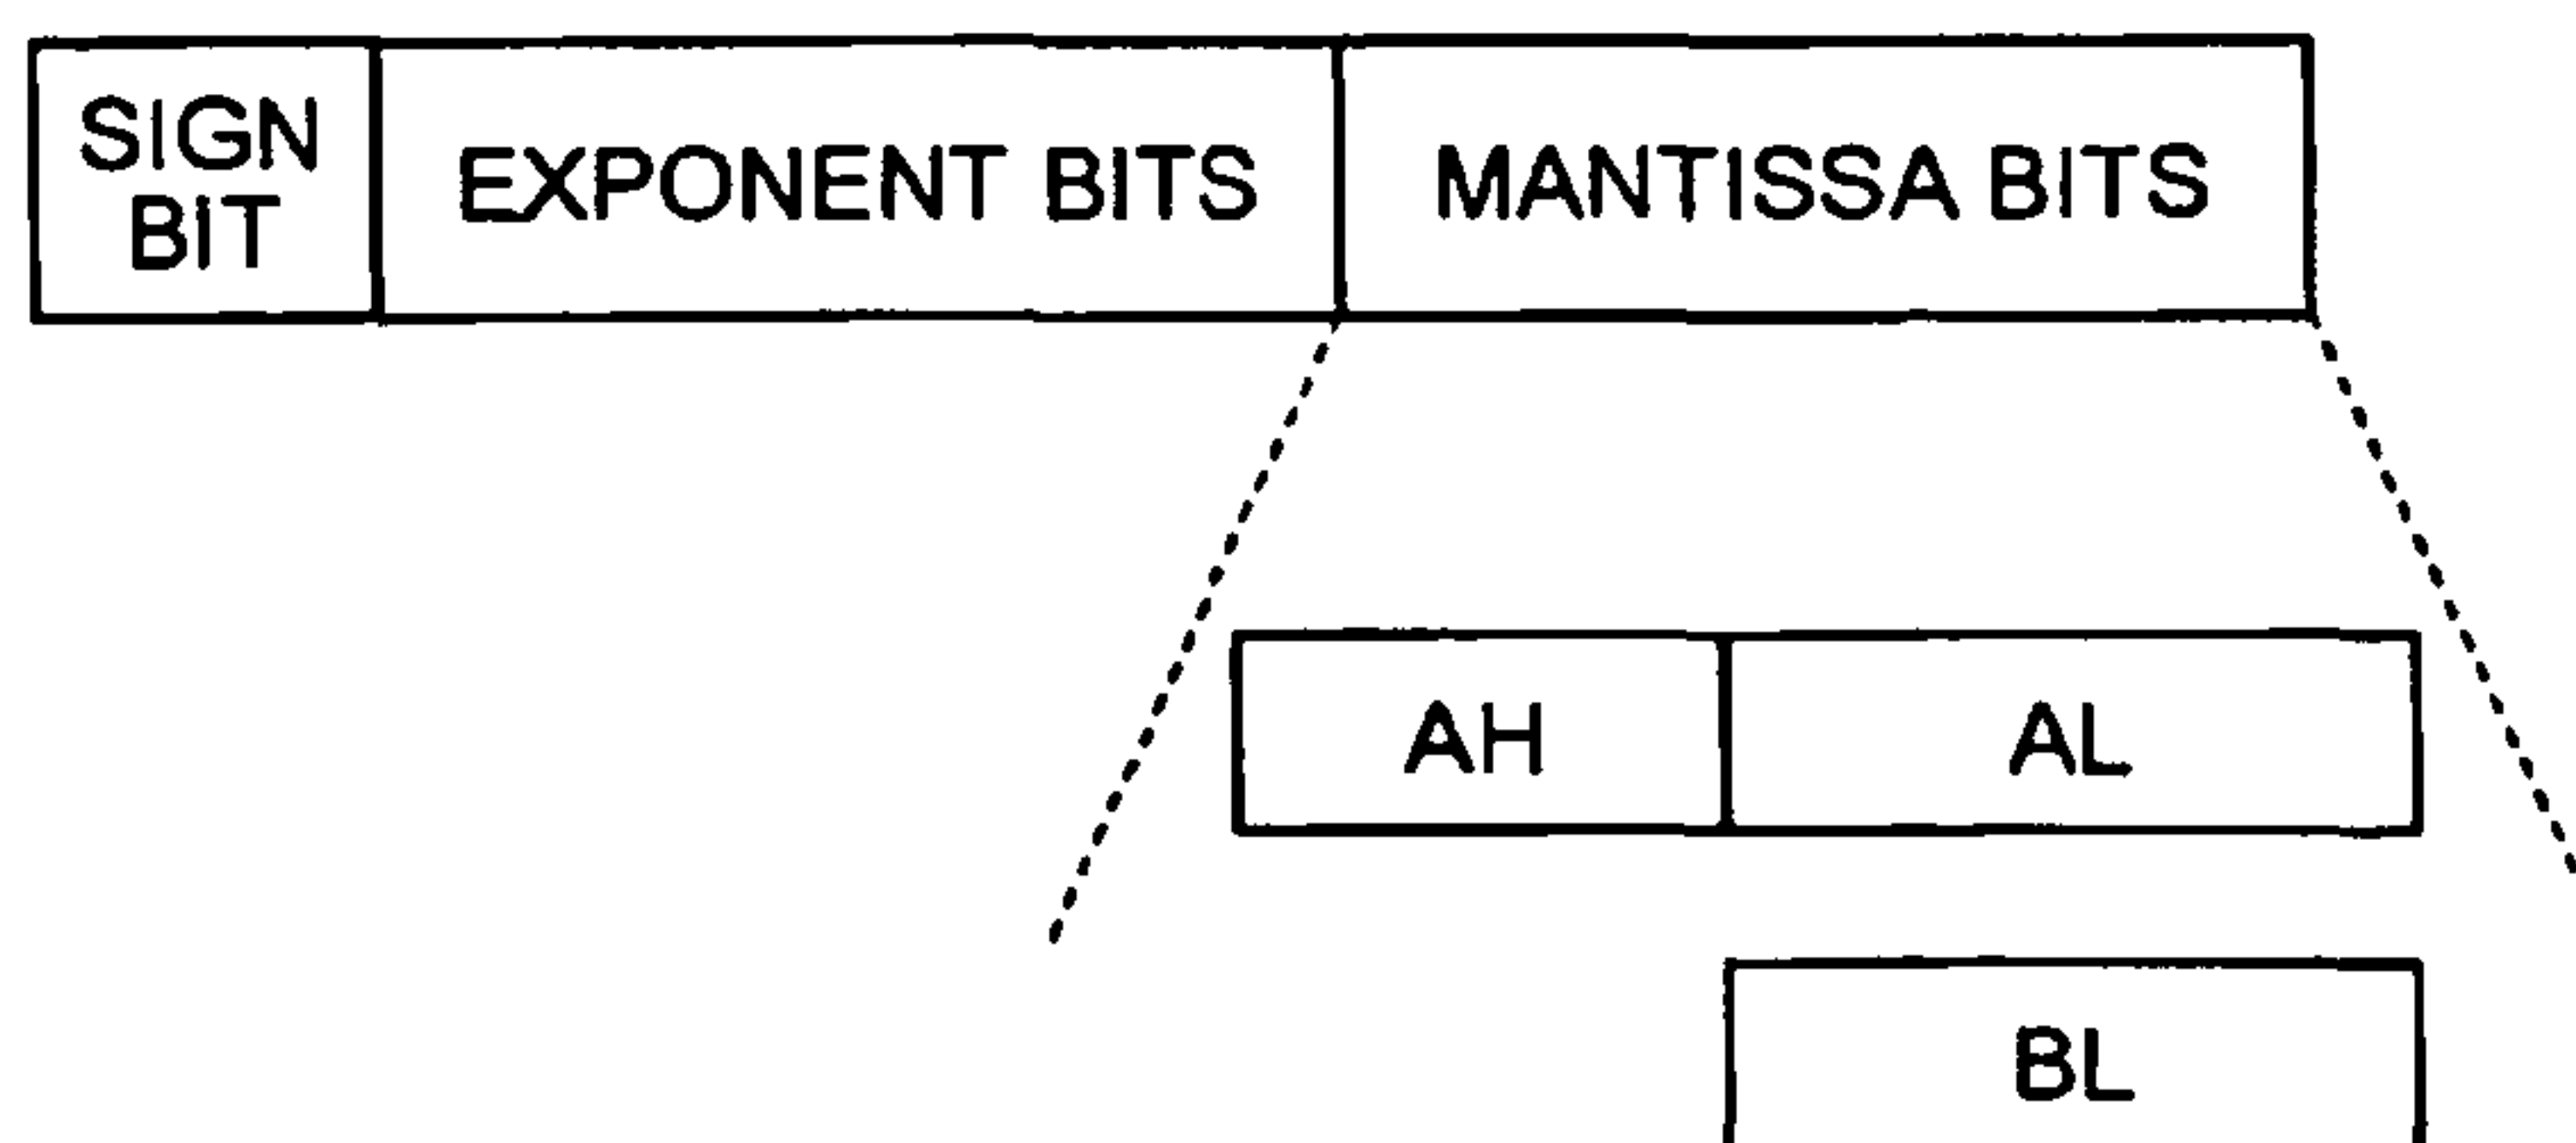 SIGN
BIT
EXPONENT BITS
MANTISSA BITS
AH
AL
BL